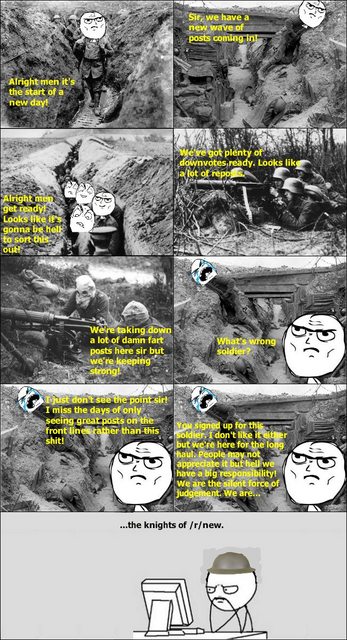 Alright men it's
the start of a
new day!
Sir, we have a
new wave of
posts coming in!
Alright men
get ready!
Looks like it's
gonna be hell
to sort this
out!
We've got plenty of
downvotes ready. Looks like
a lot of reposts.
We're taking down
a lot of damn fart
posts here sir but
we're keeping
strong!
What's wrong
soldier?
I just don't see the point sir!
I miss the days of only
seeing great posts on the
front lines rather than this
shit!
You signed up for this
soldier. I don't like it either
but we're here for the long
haul. People may not
appreciate it but hell we
have a big responsibility!
We are the silent force of
judgement. We are...
...the knights of /r/new.